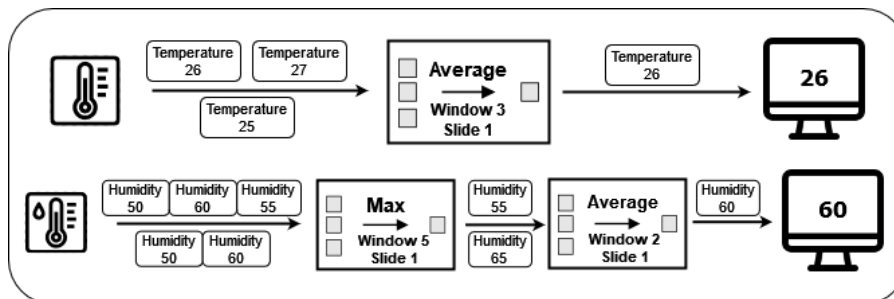 Temperature
26
Temperature
27
Temperature
25
Average
Window 3
Slide 1
Temperature
26
26
Humidity
50
Humidity
60
Humidity
55
Humidity
50
Humidity
60
Max
Window 5
Slide 1
Humidity
55
Humidity
65
Average
Window 2
Slide 1
Humidity
60
60